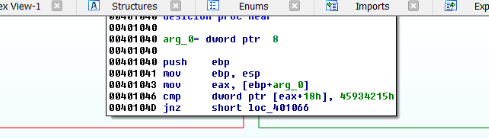 ex View-1 Structures Enums Imports Exp
00401040 desicion proc near
00401040
00401040 arg_0= dword ptr  8
00401040
00401040 push    ebp
00401041 mov     ebp, esp
00401043 mov     eax, [ebp+arg_0]
00401046 cmp     dword ptr [eax+18h], 45934215h
0040104D jnz     short loc_401066